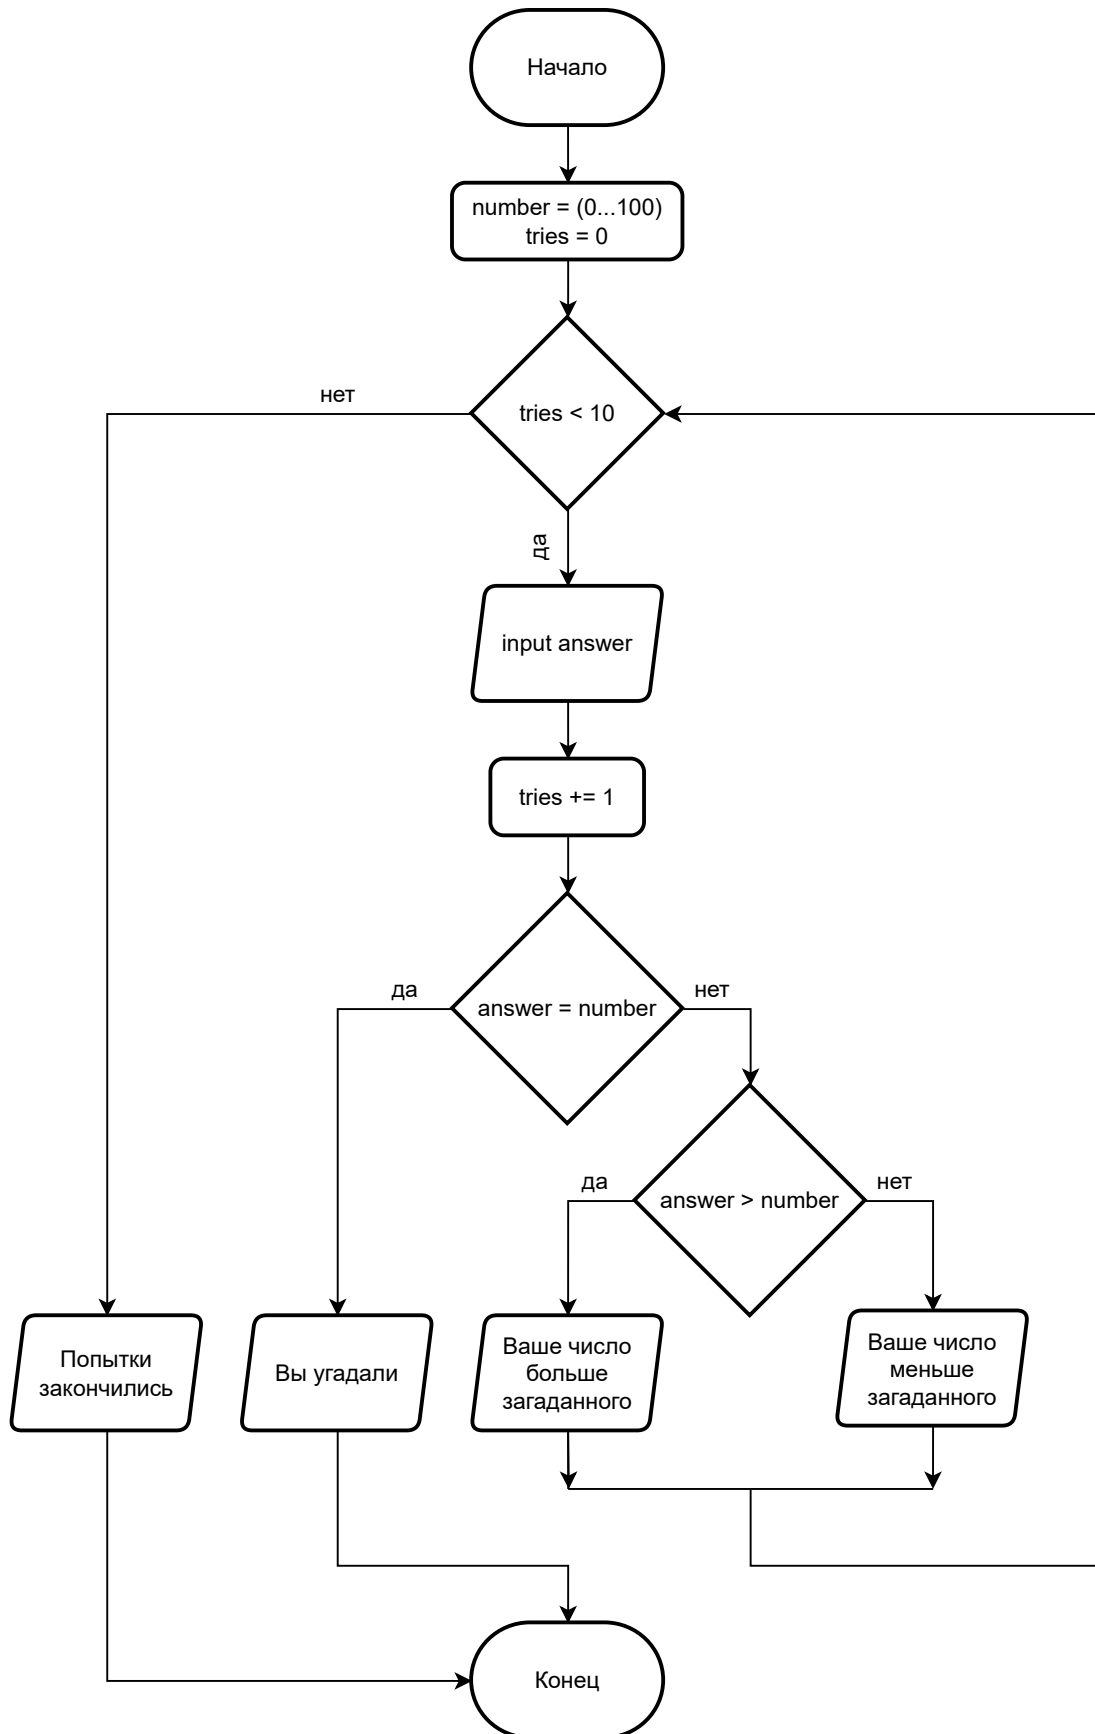 Начало
number = (0...100)
tries = 0
нет
tries < 10
да
input answer
tries += 1
да
answer = number
нет
да
answer > number
нет
Попытки
закончились
Вы угадали
Ваше число
больше
загаданного
Ваше число
меньше
загаданного
Конец